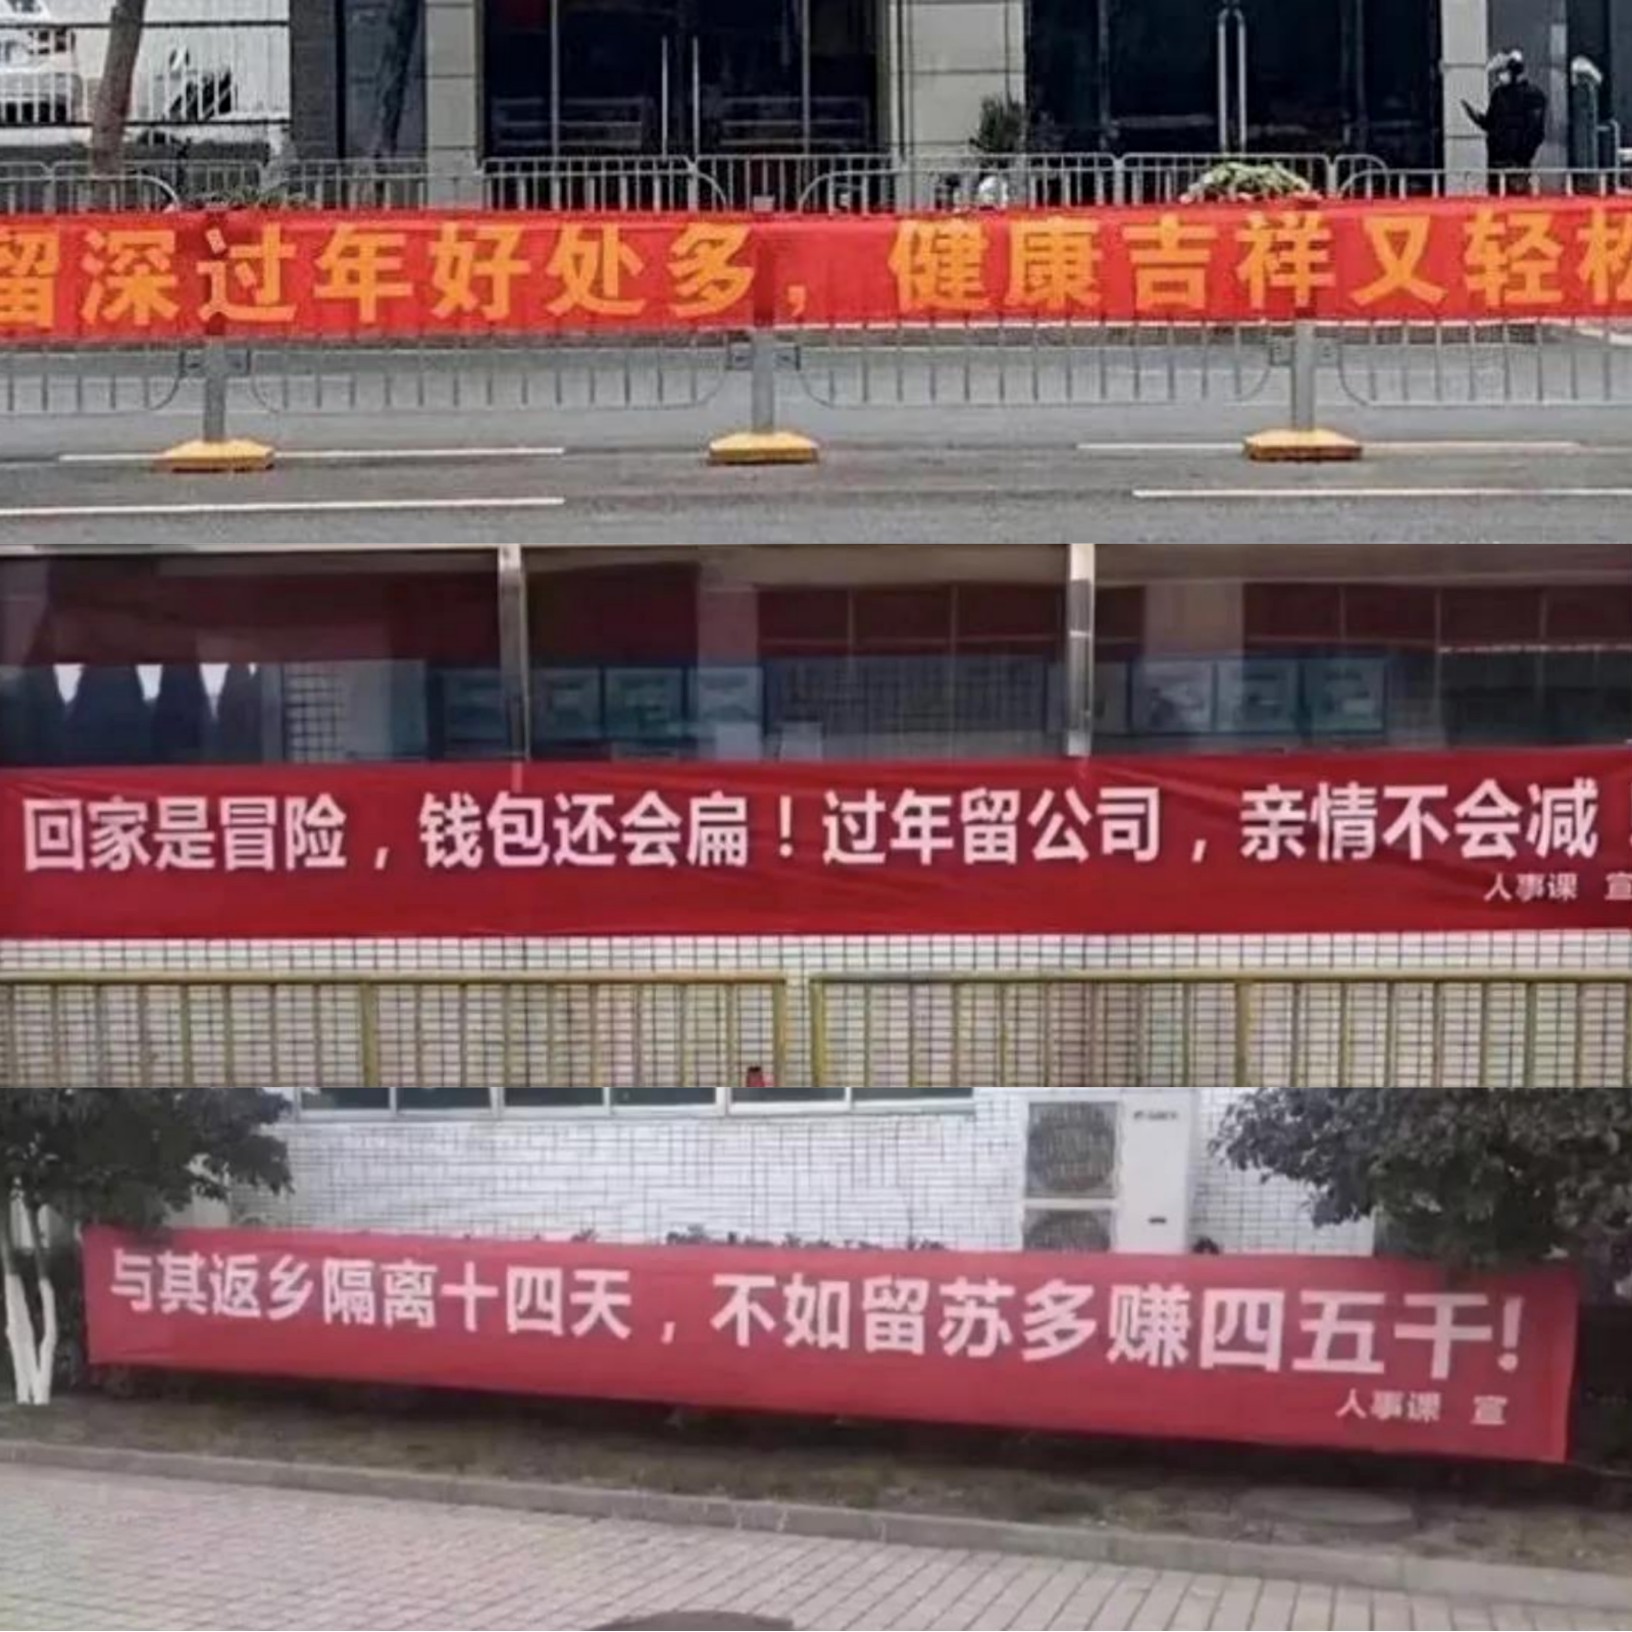 留深过年好处多，健康吉祥又轻松
回家是冒险，钱包还会扁！过年留公司，亲情不会减！
人事课 宣
与其返乡隔离十四天，不如留苏多赚四五千!
人事课 宣